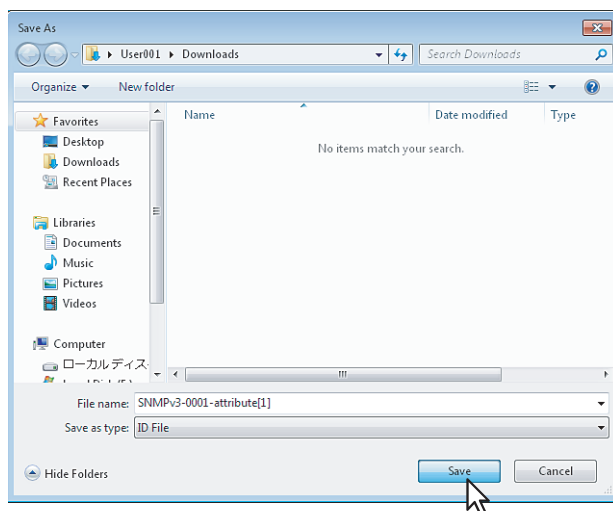 Save As
User001 ▸ Downloads
Search Downloads
Organize
New folder
Favorites
Desktop
Downloads
Recent Places
Libraries
Documents
Music
Pictures
Videos
Computer
ローカル ディス
Name
Date modified
Type
No items match your search.
File name: SNMPv3-0001-attribute[1]
Save as type: ID File
Hide Folders
Save
Cancel